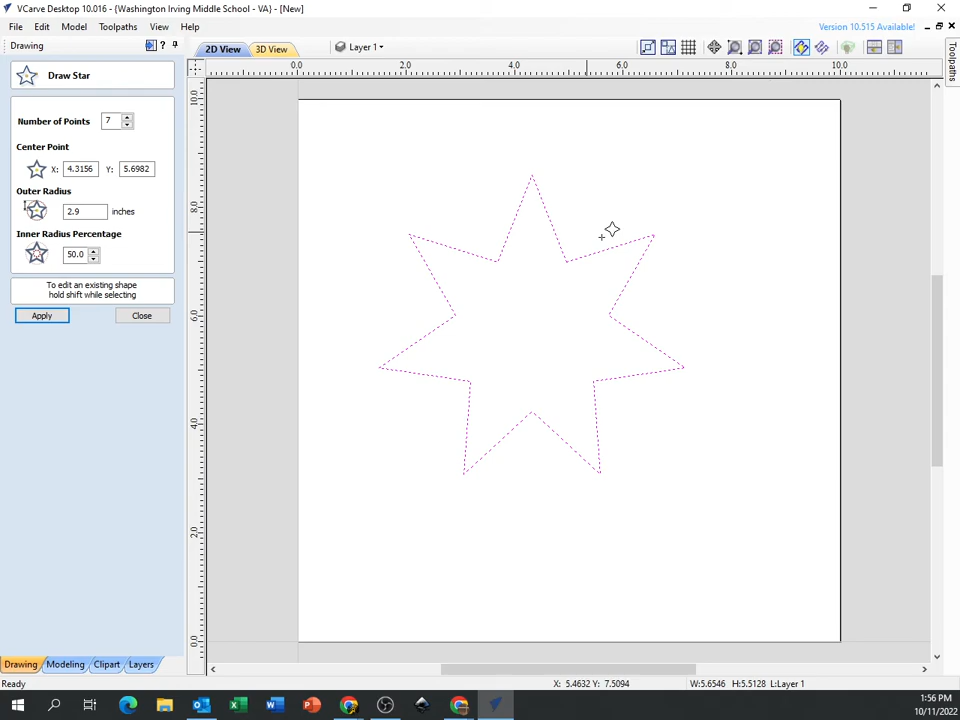 VCarve Desktop 10.016 - {Washington Irving Middle School - VA} - [New]
File Edit Model Toolpaths View Help
Version 10.515 Available!
Drawing
2D View 3D View Layer 1
Toolpaths
Draw Star
0.0 2.0 4.0 6.0 8.0 10.0
10.0
8.0
6.0
4.0
2.0
0.0
Number of Points 7
Center Point
X: 4.3156 Y: 5.6982
Outer Radius
2.9 inches
Inner Radius Percentage
50.0
To edit an existing shape
hold shift while selecting
Apply Close
Drawing Modeling Clipart Layers
Ready
X: 5.4632 Y: 7.5094
W:5.6546 H:5.5128 L:Layer 1
1:56 PM
10/11/2022